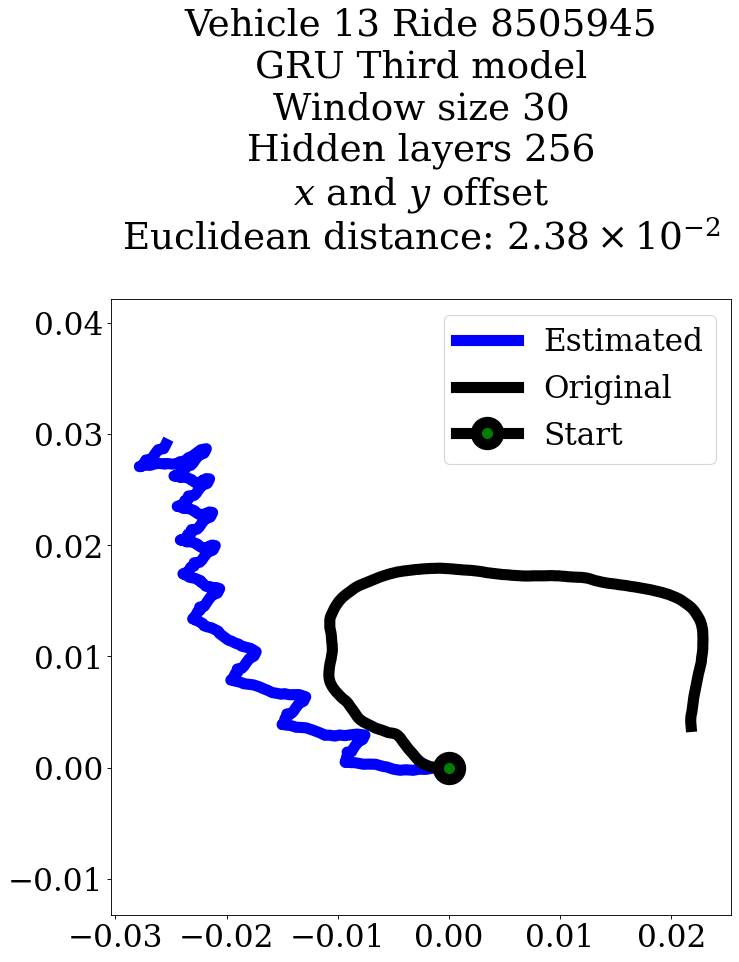 Vehicle 13 Ride 8505945
GRU Third model
Window size 30
Hidden layers 256
x and y offset
Euclidean distance: 2.38 × 10⁻²
Estimated
Original
Start
0.04
0.03
0.02
0.01
0.00
−0.01
−0.03 −0.02 −0.01 0.00 0.01 0.02